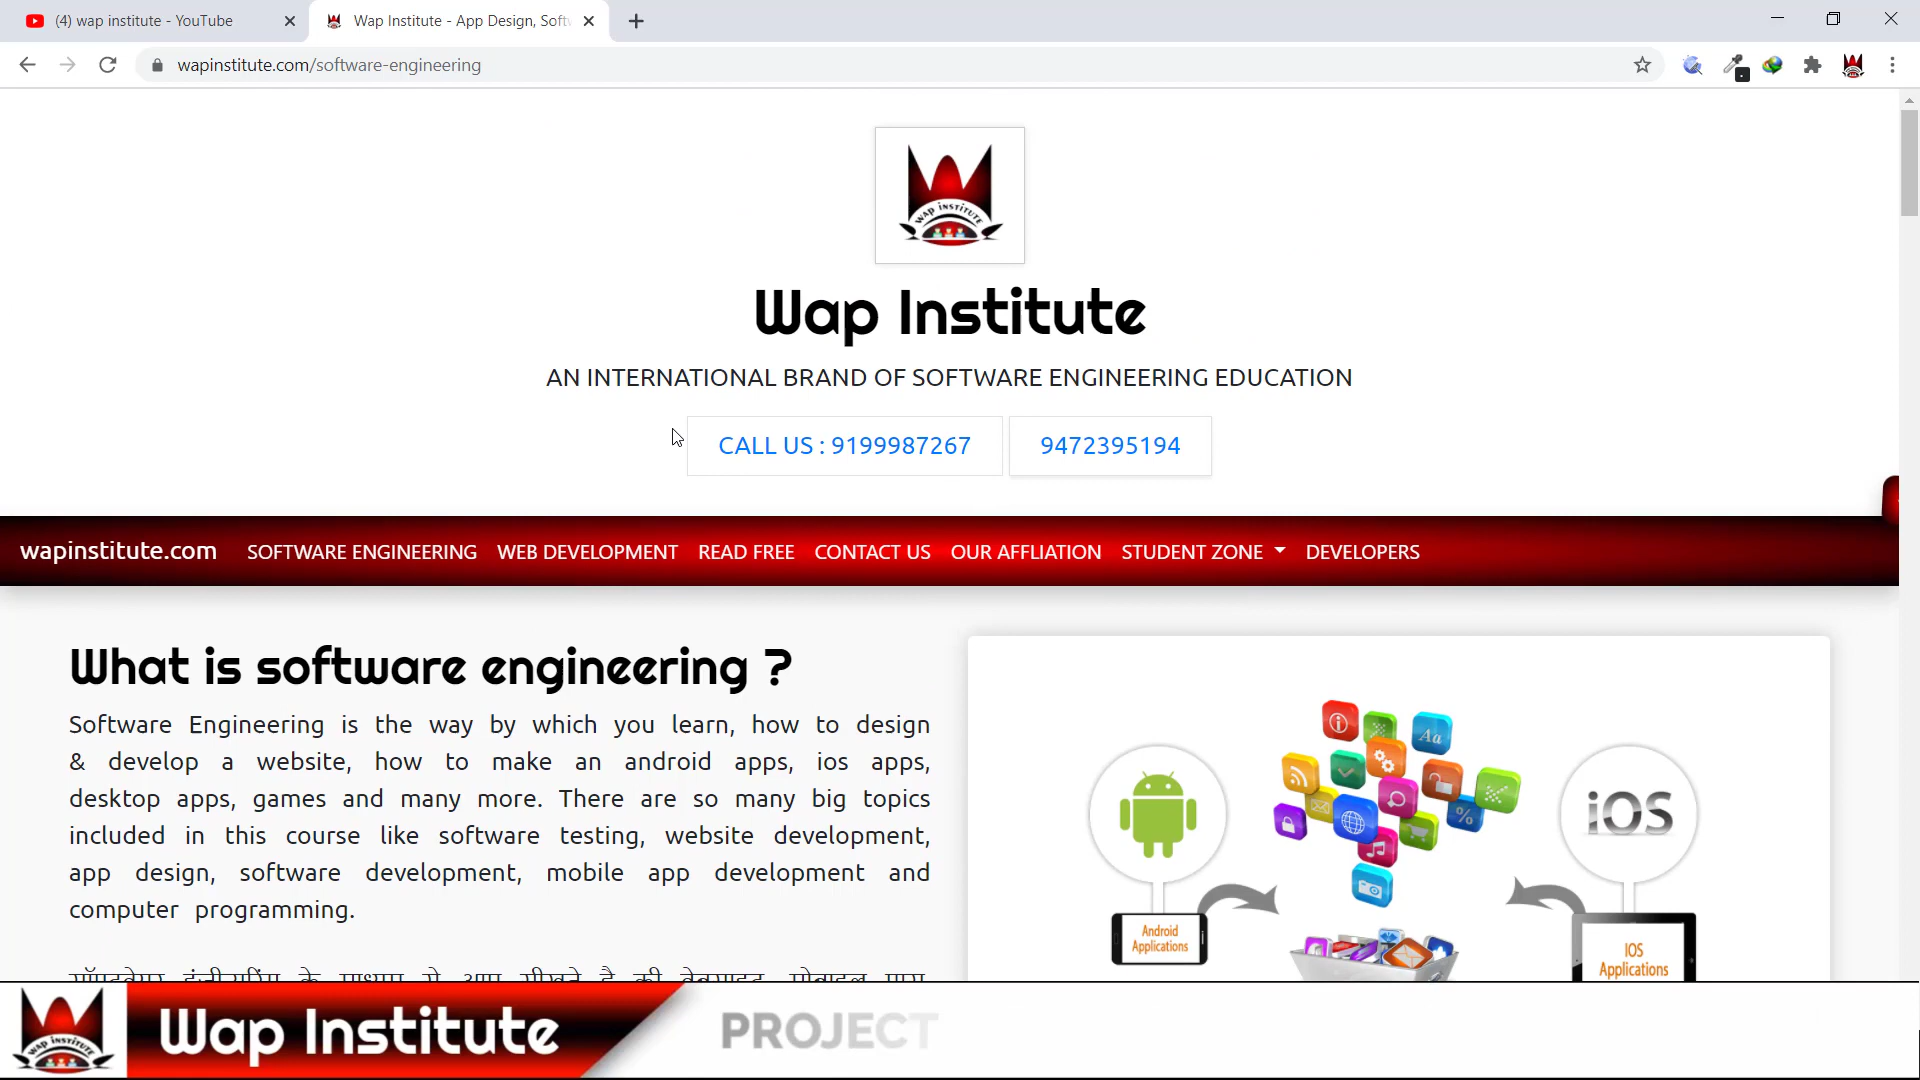 (4) wap institute - YouTube
Wap Institute - App Design, Soft
wapinstitute.com/software-engineering
WAP INSTITUTE
Wap Institute
AN INTERNATIONAL BRAND OF SOFTWARE ENGINEERING EDUCATION
CALL US : 9199987267
9472395194
wapinstitute.com SOFTWARE ENGINEERING WEB DEVELOPMENT READ FREE CONTACT US OUR AFFLIATION STUDENT ZONE DEVELOPERS
What is software engineering ?
Software Engineering is the way by which you learn, how to design
& develop a website, how to make an android apps, ios apps,
desktop apps, games and many more. There are so many big topics
included in this course like software testing, website development,
app design, software development, mobile app development and
computer programming.
Aa
%
iOS
Android
Applications
IOS
Applications
WAP INSTITUTE
Wap Institute
PROJECT